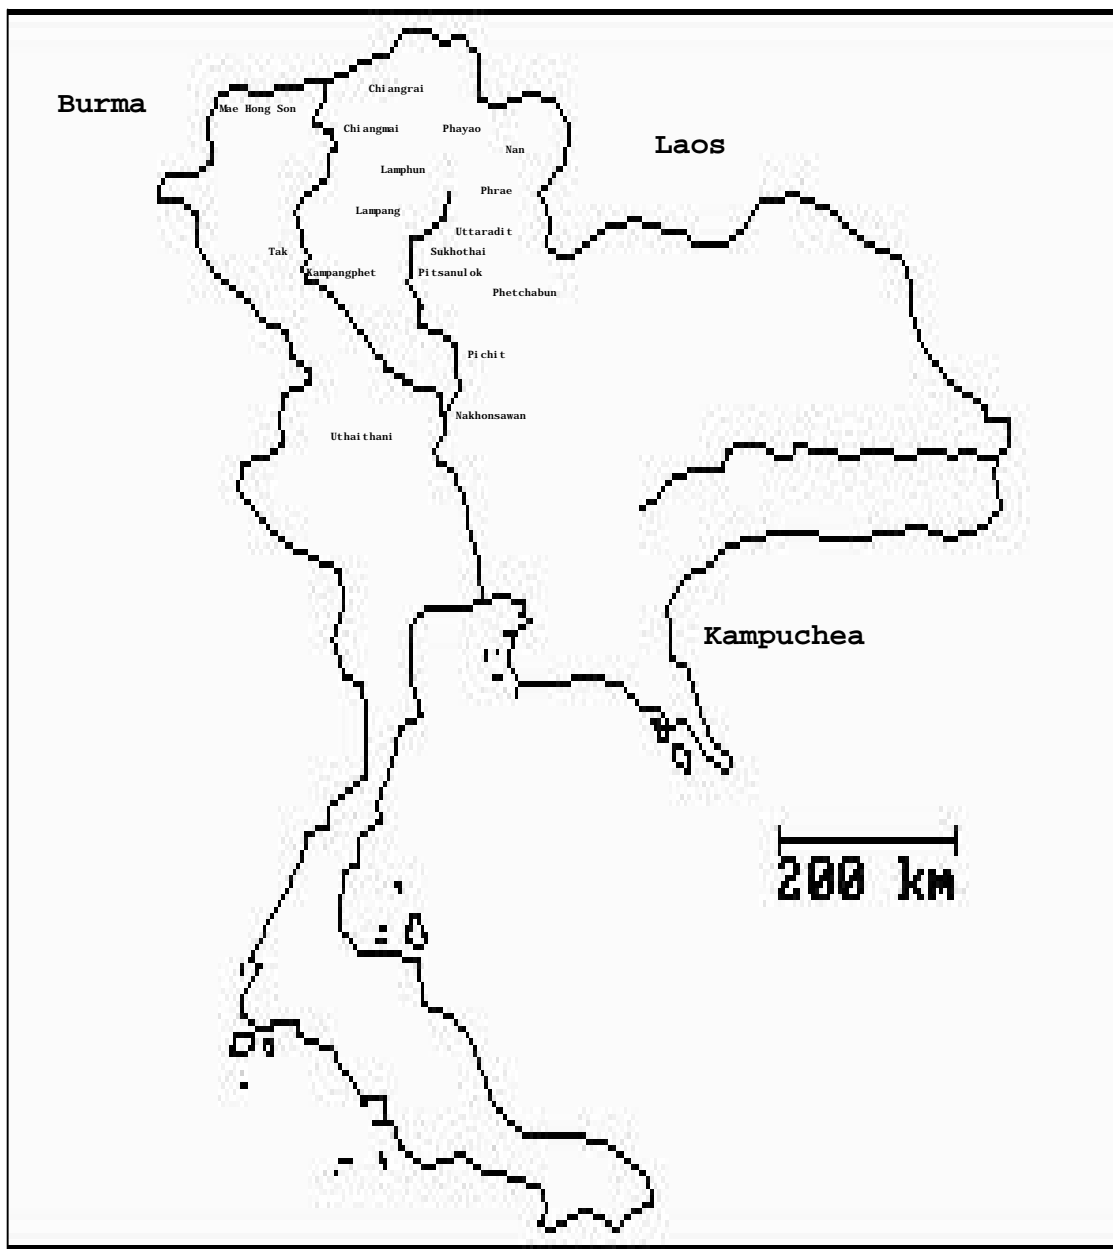 Chiangrai
Burma
Mae Hong Son
Chiangmai
Phayao
Laos
Nan
Lamphun
Phrae
Lampang
Uttaradit
Tak
Sukhothai
Kampangphet
Pitsanulok
Phetchabun
Pichit
Nakhonsawan
Uthaithani
Kampuchea
200 km